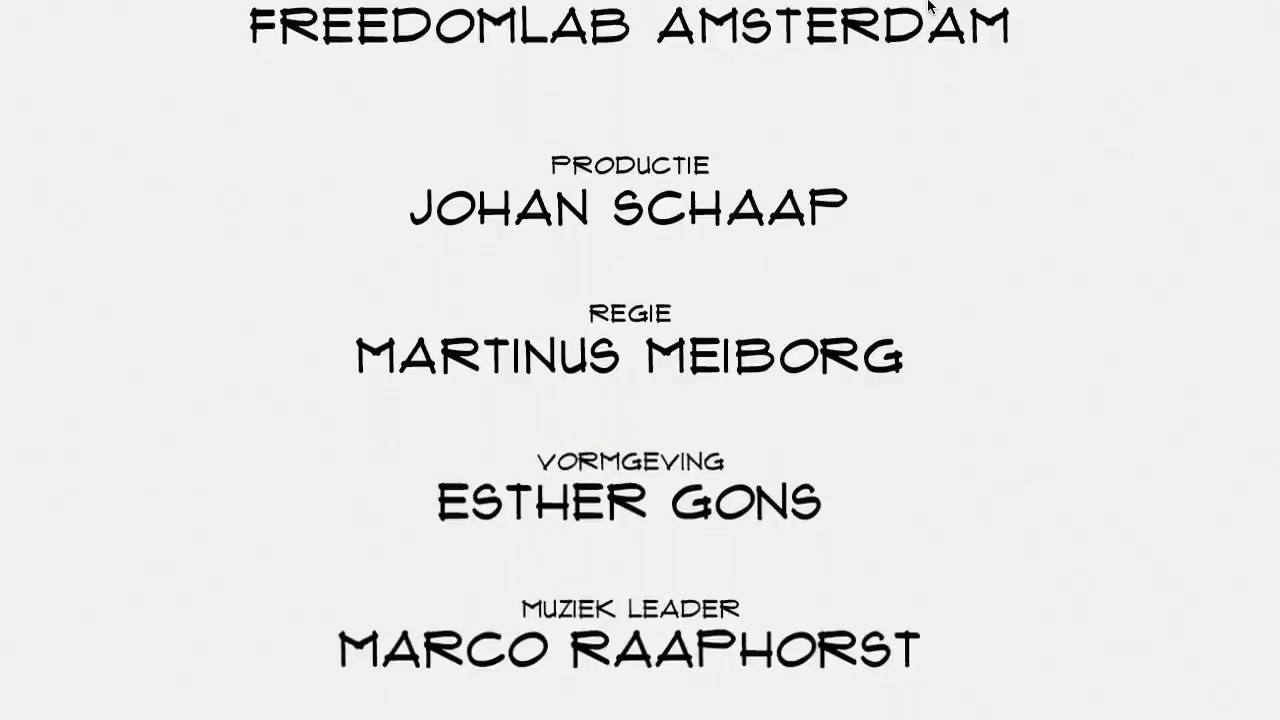 FREEDOMLAB AMSTERDAM
PRODUCTIE
JOHAN SCHAAP
REGIE
MARTINUS MEIBORG
VORMGEVING
ESTHER GONS
MUZIEK LEADER
MARCO RAAPHORST